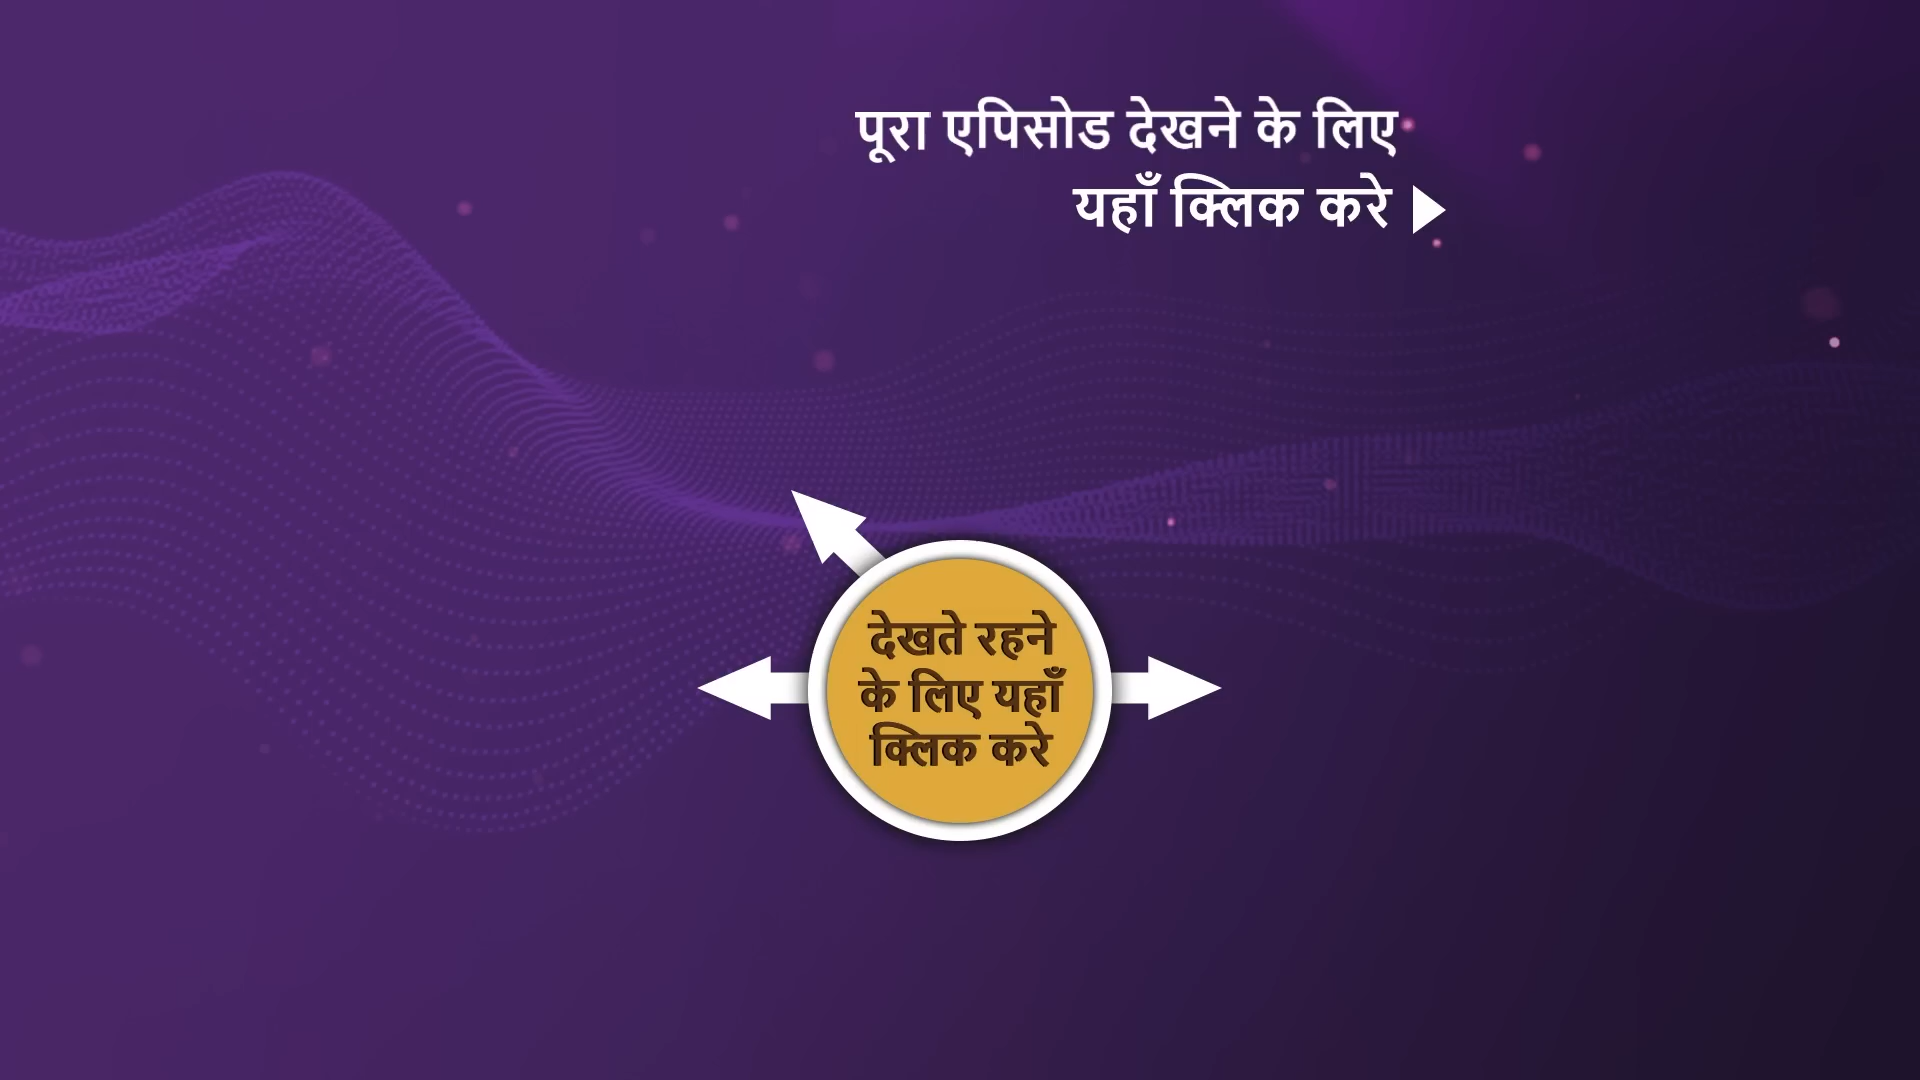 पूरा एपिसोड देखने के लिए
यहाँ क्लिक करे
देखते रहने
के लिए यहाँ
क्लिक करे